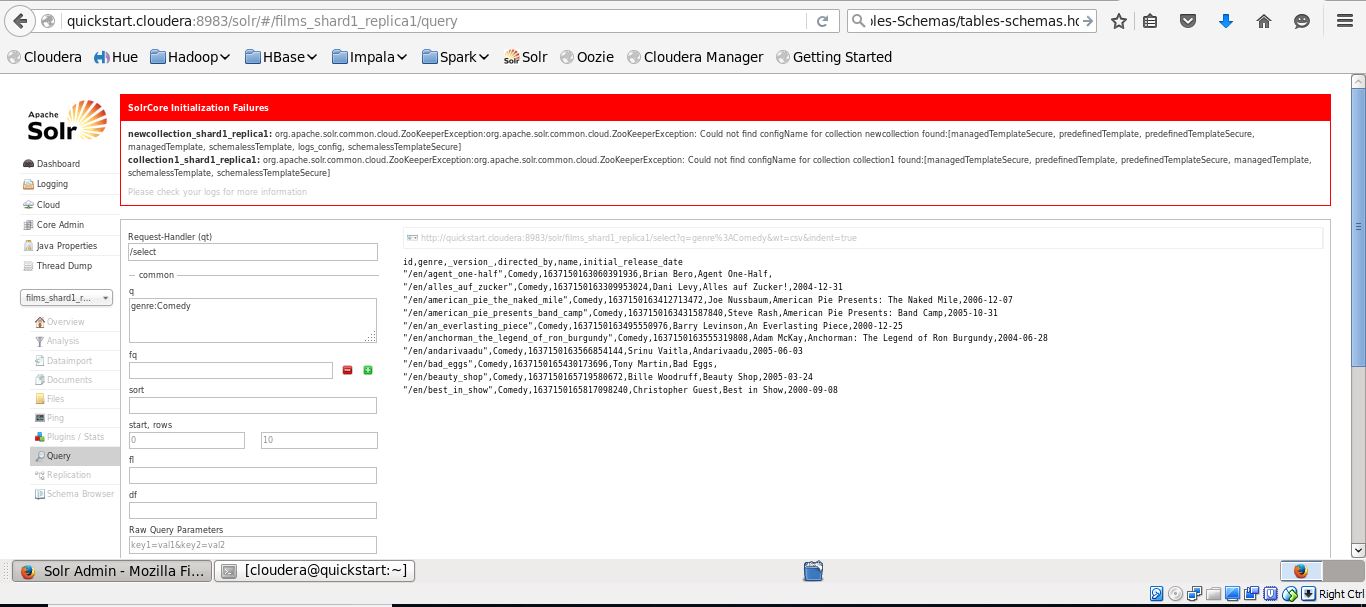 quickstart.cloudera:8983/solr/#/films_shard1_replica1/query
les-Schemas/tables-schemas.ho
Cloudera Hue Hadoop HBase Impala Spark Solr Oozie Cloudera Manager Getting Started
Apache
Solr
Dashboard
Logging
Cloud
Core Admin
Java Properties
Thread Dump
films_shard1_r...
Overview
Analysis
Dataimport
Documents
Files
Ping
Plugins / Stats
Query
Replication
Schema Browser
SolrCore Initialization Failures
newcollection_shard1_replica1: org.apache.solr.common.cloud.ZooKeeperException:org.apache.solr.common.cloud.ZooKeeperException: Could not find configName for collection newcollection found:[managedTemplateSecure, predefinedTemplate, predefinedTemplateSecure,
managedTemplate, schemalessTemplate, logs_config, schemalessTemplateSecure]
collection1_shard1_replica1: org.apache.solr.common.cloud.ZooKeeperException:org.apache.solr.common.cloud.ZooKeeperException: Could not find configName for collection collection1 found:[managedTemplateSecure, predefinedTemplate, predefinedTemplateSecure, managedTemplate,
schemalessTemplate, schemalessTemplateSecure]
Please check your logs for more information
Request-Handler (qt)
/select
common
q
genre:Comedy
fq
sort
start, rows
0 10
fl
df
Raw Query Parameters
key1=val1&key2=val2
http://quickstart.cloudera:8983/solr/films_shard1_replica1/select?q=genre%3AComedy&wt=csv&indent=true
id,genre,_version_,directed_by,name,initial_release_date
"/en/agent_one-half",Comedy,1637150163060391936,Brian Bero,Agent One-Half,
"/en/alles_auf_zucker",Comedy,1637150163309953024,Dani Levy,Alles auf Zucker!,2004-12-31
"/en/american_pie_the_naked_mile",Comedy,1637150163412713472,Joe Nussbaum,American Pie Presents: The Naked Mile,2006-12-07
"/en/american_pie_presents_band_camp",Comedy,1637150163431587840,Steve Rash,American Pie Presents: Band Camp,2005-10-31
"/en/an_everlasting_piece",Comedy,1637150163495550976,Barry Levinson,An Everlasting Piece,2000-12-25
"/en/anchorman_the_legend_of_ron_burgundy",Comedy,1637150163555319808,Adam McKay,Anchorman: The Legend of Ron Burgundy,2004-06-28
"/en/andarivaadu",Comedy,1637150163566854144,Srinu Vaitla,Andarivaadu,2005-06-03
"/en/bad_eggs",Comedy,1637150165430173696,Tony Martin,Bad Eggs,
"/en/beauty_shop",Comedy,1637150165719580672,Bille Woodruff,Beauty Shop,2005-03-24
"/en/best_in_show",Comedy,1637150165817098240,Christopher Guest,Best in Show,2000-09-08
Solr Admin - Mozilla Fi... [cloudera@quickstart:~]
Right Ctrl